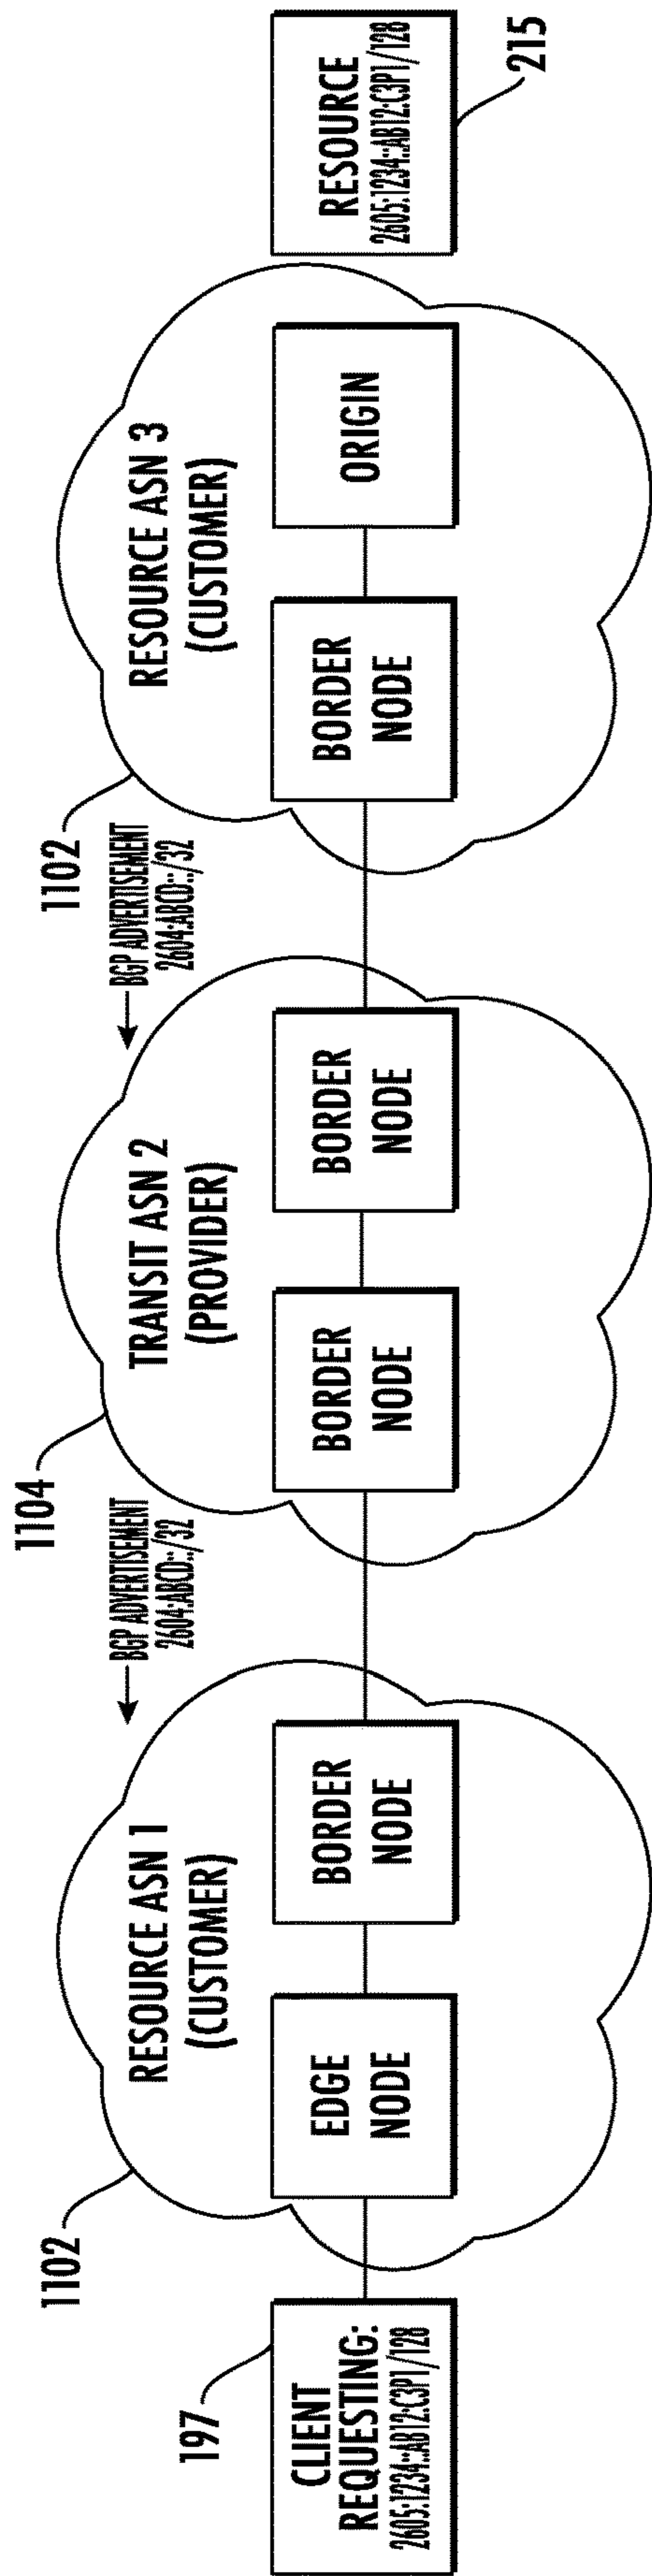 197
CLIENT
REQUESTING:
2605:1234::AB12:C3P1/128
1102
RESOURCE ASN 1
(CUSTOMER)
EDGE
NODE
BORDER
NODE
BGP ADVERTISEMENT
2604:ABCD::/32
1104
TRANSIT ASN 2
(PROVIDER)
BORDER
NODE
BORDER
NODE
BGP ADVERTISEMENT
2604:ABCD::/32
1102
RESOURCE ASN 3
(CUSTOMER)
BORDER
NODE
ORIGIN
RESOURCE
2605:1234::AB12:C3P1/128
215